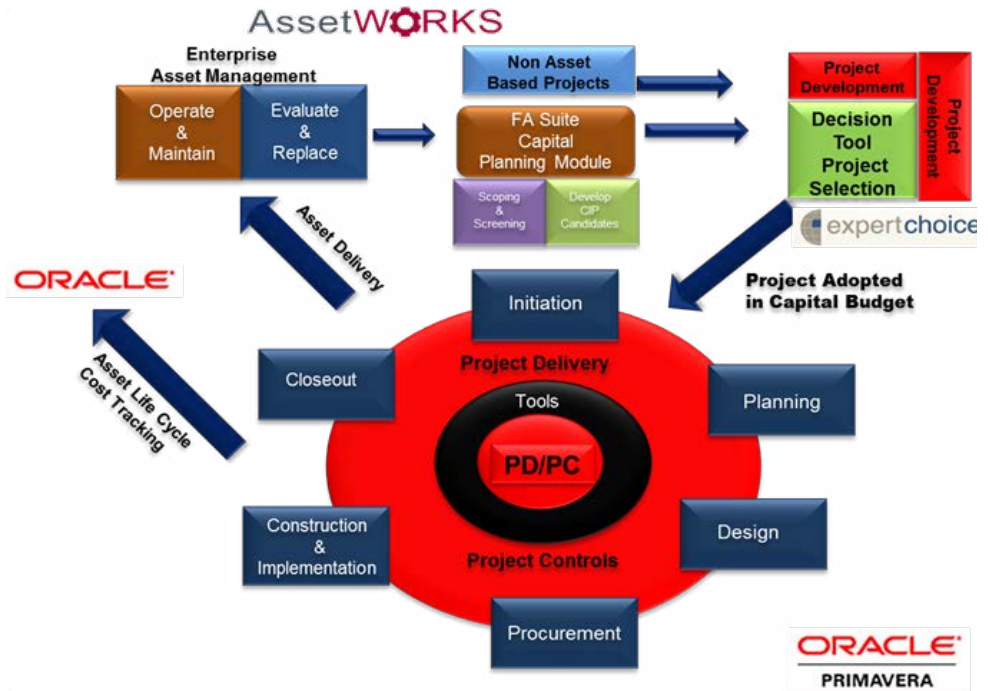 AssetWORKS
Enterprise
Asset Management
Operate
&
Maintain
Evaluate
&
Replace
Non Asset
Based Projects
FA Suite
Capital
Planning Module
Scoping
&
Screening
Develop
CIP
Candidates
Project
Development
Project
Development
Decision
Tool
Project
Selection
expertchoice
Asset Delivery
ORACLE
Project Adopted
in Capital Budget
Asset Life Cycle
Cost Tracking
Initiation
Project Delivery
Closeout
Planning
Tools
PD/PC
Construction
&
Implementation
Design
Project Controls
Procurement
ORACLE
PRIMAVERA